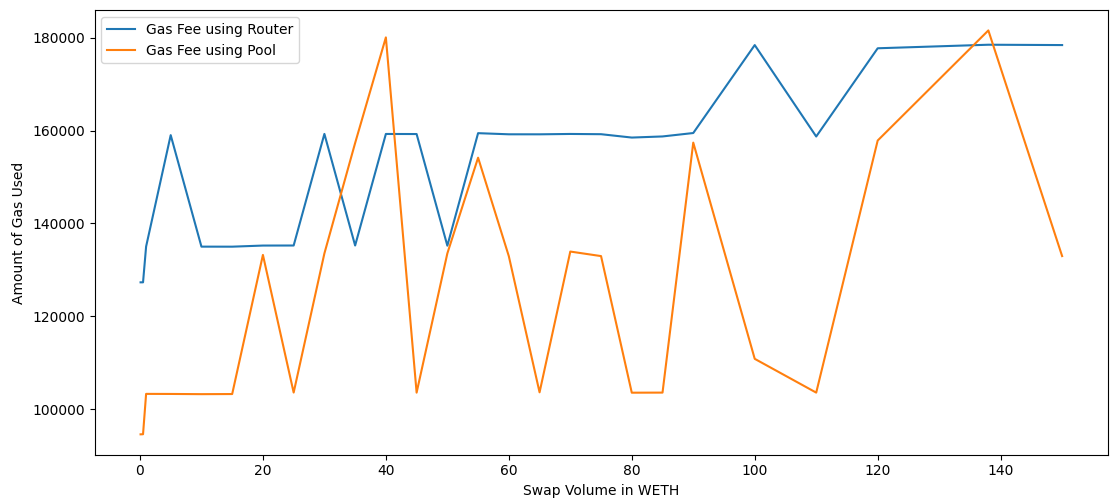 Gas Fee using Router
Gas Fee using Pool
180000
160000
140000
120000
100000
Amount of Gas Used
0 20 40 60 80 100 120 140
Swap Volume in WETH